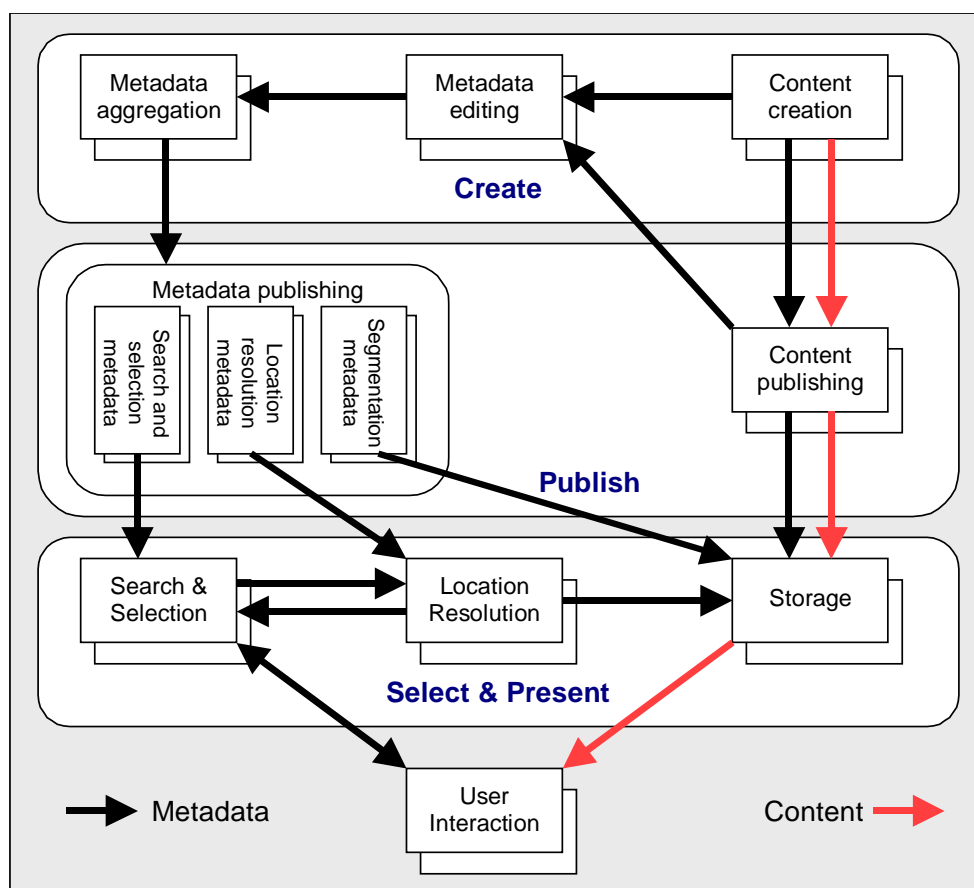 Metadata
aggregation
Metadata
editing
Content
creation
Create
Metadata publishing
Search and
selection
metadata
Location
resolution
metadata
Segmentation
metadata
Content
publishing
Publish
Search &
Selection
Location
Resolution
Storage
Select & Present
User
Interaction
Metadata
Content